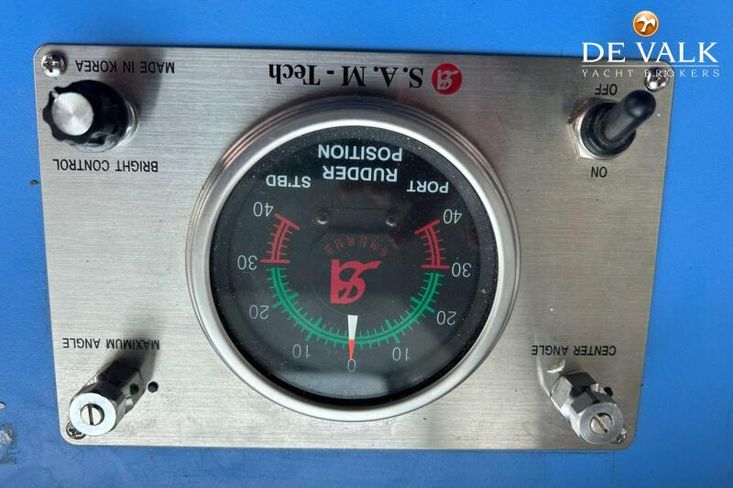 DE VALK
YACHT BROKERS
CENTER ANGLE
MAXIMUM ANGLE
10 0 10
20 20
30 30
40 40
PORT ST'BD
RUDDER
POSITION
ON
OFF
BRIGHT CONTROL
S.A.M - Tech
MADE IN KOREA